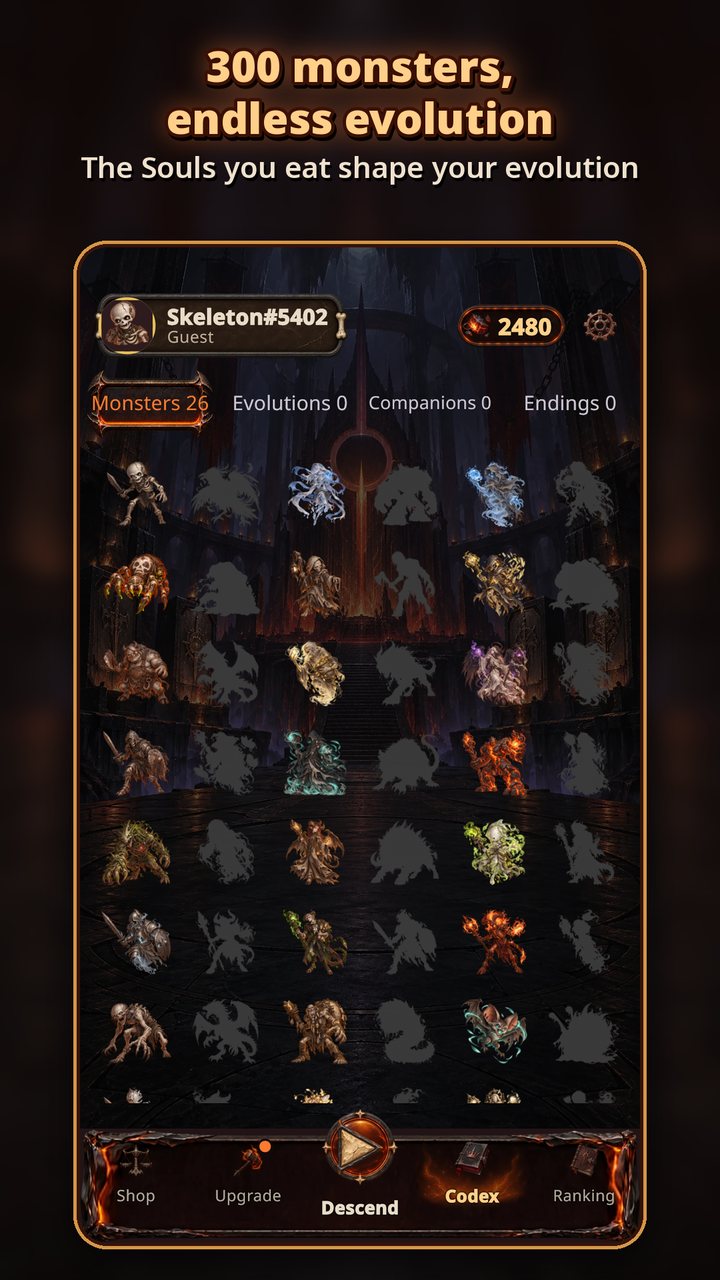 300 monsters,
endless evolution
The Souls you eat shape your evolution
Skeleton#5402
Guest
2480
Monsters 26
Evolutions 0
Companions 0
Endings 0
Shop
Upgrade
Descend
Codex
Ranking